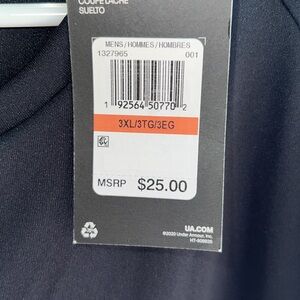 COUPE LÂCHE
SUELTO
MENS/HOMMES/HOMBRES
1327965 001
1 92564 50770 2
3XL/3TG/3EG
MSRP $25.00
UA.COM
©2020 Under Armour, Inc.